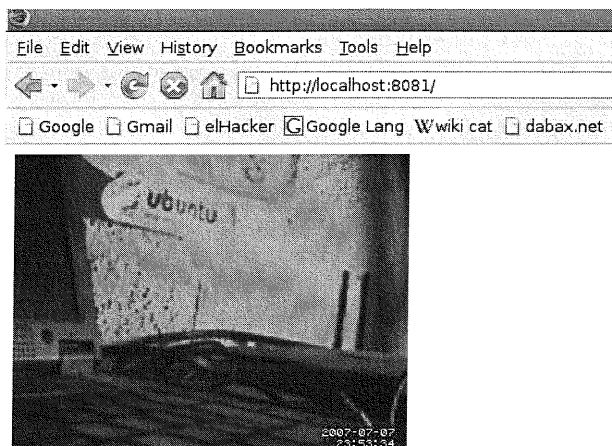 File Edit View History Bookmarks Tools Help
http://localhost:8081/
Google Gmail elHacker Google Lang wiki cat dabax.net
ubuntu
2007-07-07
23:53:34